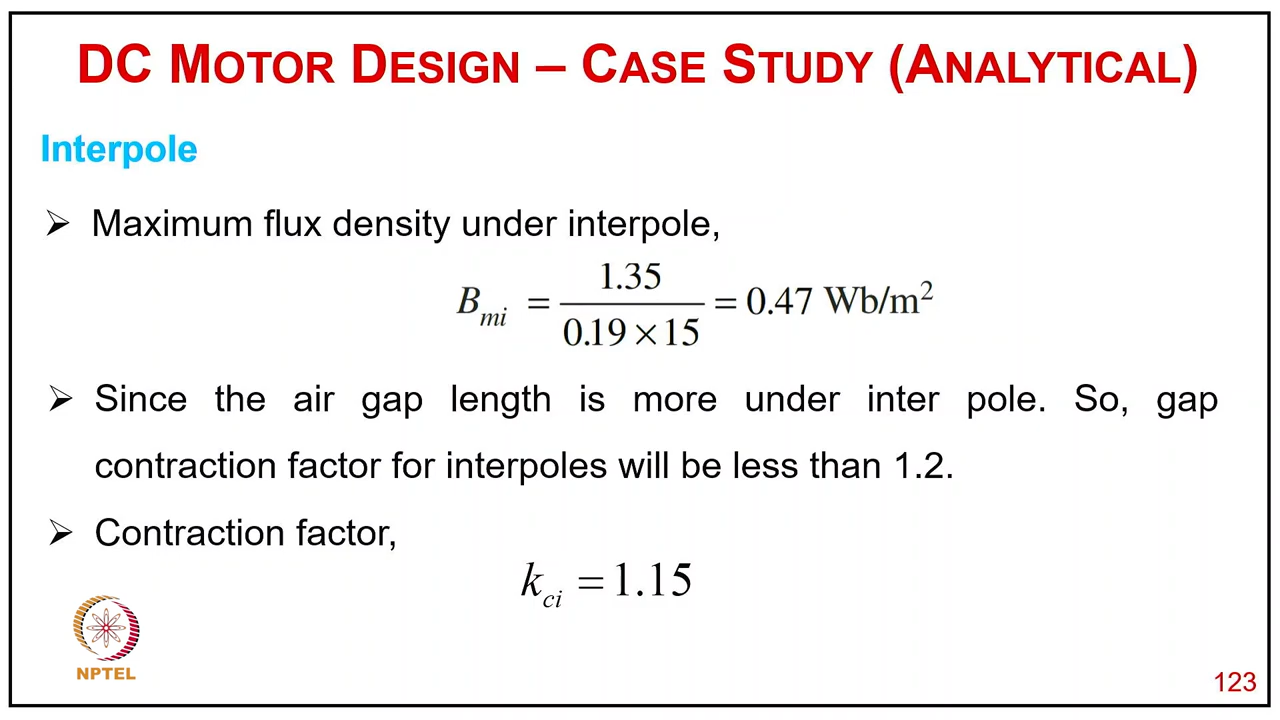 DC MOTOR DESIGN – CASE STUDY (ANALYTICAL)
Interpole
➢ Maximum flux density under interpole,
B_mi = 1.35 / (0.19 × 15) = 0.47 Wb/m²
➢ Since the air gap length is more under inter pole. So, gap
contraction factor for interpoles will be less than 1.2.
➢ Contraction factor,
k_ci = 1.15
NPTEL
123